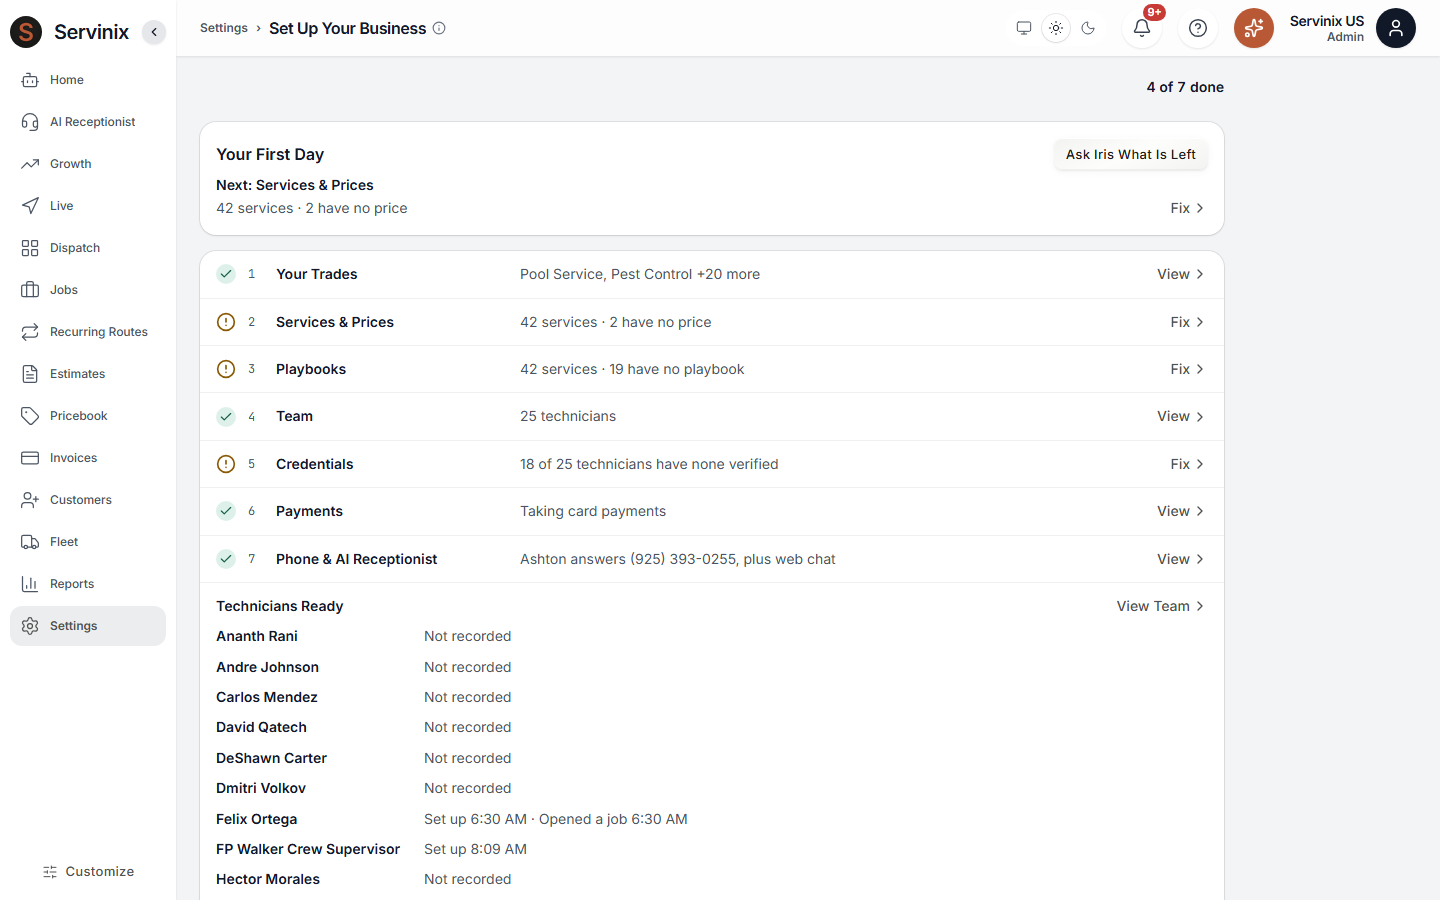 S Servinix
Home
AI Receptionist
Growth
Live
Dispatch
Jobs
Recurring Routes
Estimates
Pricebook
Invoices
Customers
Fleet
Reports
Settings
Customize
Settings › Set Up Your Business
9+
Servinix US
Admin
4 of 7 done
Your First Day
Ask Iris What Is Left
Next: Services & Prices
42 services · 2 have no price Fix
1 Your Trades Pool Service, Pest Control +20 more View
2 Services & Prices 42 services · 2 have no price Fix
3 Playbooks 42 services · 19 have no playbook Fix
4 Team 25 technicians View
5 Credentials 18 of 25 technicians have none verified Fix
6 Payments Taking card payments View
7 Phone & AI Receptionist Ashton answers (925) 393-0255, plus web chat View
Technicians Ready View Team
Ananth Rani Not recorded
Andre Johnson Not recorded
Carlos Mendez Not recorded
David Qatech Not recorded
DeShawn Carter Not recorded
Dmitri Volkov Not recorded
Felix Ortega Set up 6:30 AM · Opened a job 6:30 AM
FP Walker Crew Supervisor Set up 8:09 AM
Hector Morales Not recorded